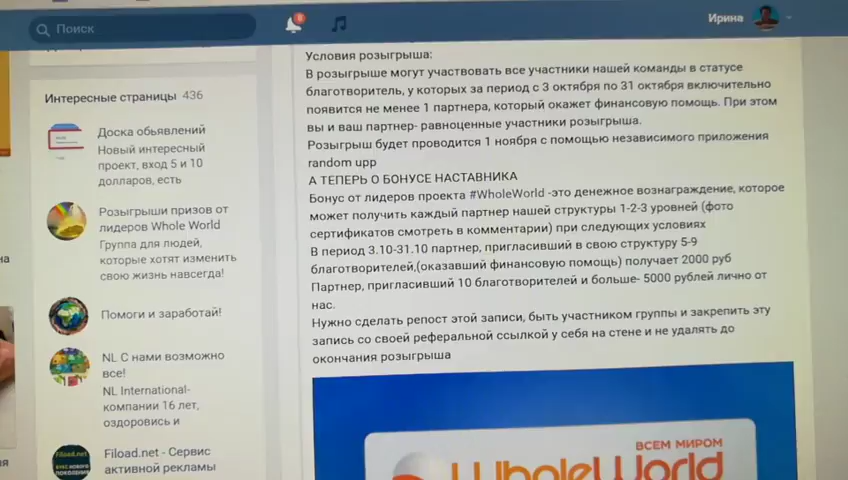 Поиск
8
Ирина
Интересные страницы 436
Доска обьявлений
Новый интересный
проект, вход 5 и 10
долларов, есть
Розыгрыши призов от
лидеров Whole World
Группа для людей,
которые хотят изменить
свою жизнь навсегда!
Помоги и заработай!
NL С нами возможно
все!
NL International-
компании 16 лет,
оздоровись и
Fiload.net - Сервис
активной рекламы
Условия розыгрыша:
В розыгрыше могут участвовать все участники нашей команды в статусе
благотворитель, у которых за период с 3 октября по 31 октября включительно
появится не менее 1 партнера, который окажет финансовую помощь. При этом
вы и ваш партнер- равноценные участники розыгрыша.
Розыгрыш будет проводится 1 ноября с помощью независимого приложения
random upp
А ТЕПЕРЬ О БОНУСЕ НАСТАВНИКА
Бонус от лидеров проекта #WholeWorld -это денежное вознаграждение, которое
может получить каждый партнер нашей структуры 1-2-3 уровней (фото
сертификатов смотреть в комментарии) при следующих условиях
В период 3.10-31.10 партнер, пригласивший в свою структуру 5-9
благотворителей,(оказавший финансовую помощь) получает 2000 руб
Партнер, пригласивший 10 благотворителей и больше- 5000 рублей лично от
нас.
Нужно сделать репост этой записи, быть участником группы и закрепить эту
запись со своей реферальной ссылкой у себя на стене и не удалять до
окончания розыгрыша
ВСЕМ МИРОМ
WholeWorld